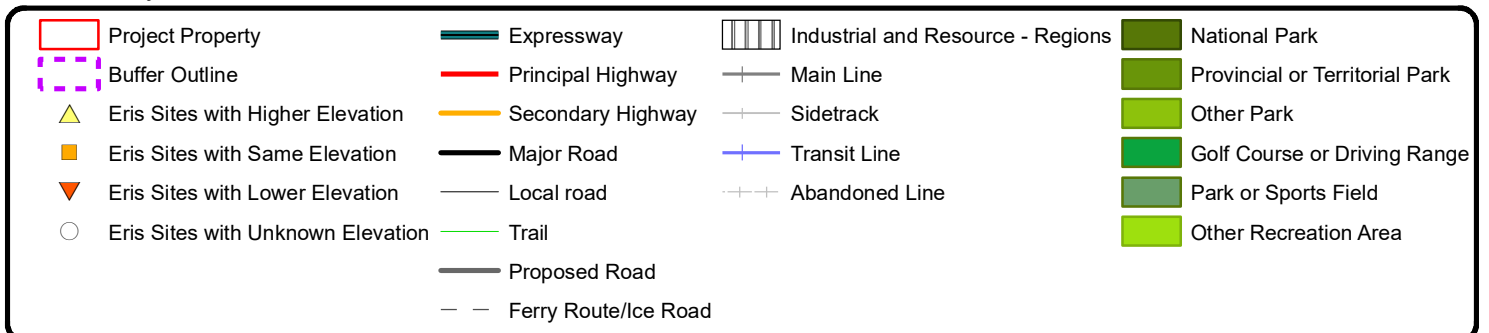 Project Property
Buffer Outline
Eris Sites with Higher Elevation
Eris Sites with Same Elevation
Eris Sites with Lower Elevation
Eris Sites with Unknown Elevation
Expressway
Principal Highway
Secondary Highway
Major Road
Local road
Trail
Proposed Road
Ferry Route/Ice Road
Industrial and Resource - Regions
Main Line
Sidetrack
Transit Line
Abandoned Line
National Park
Provincial or Territorial Park
Other Park
Golf Course or Driving Range
Park or Sports Field
Other Recreation Area